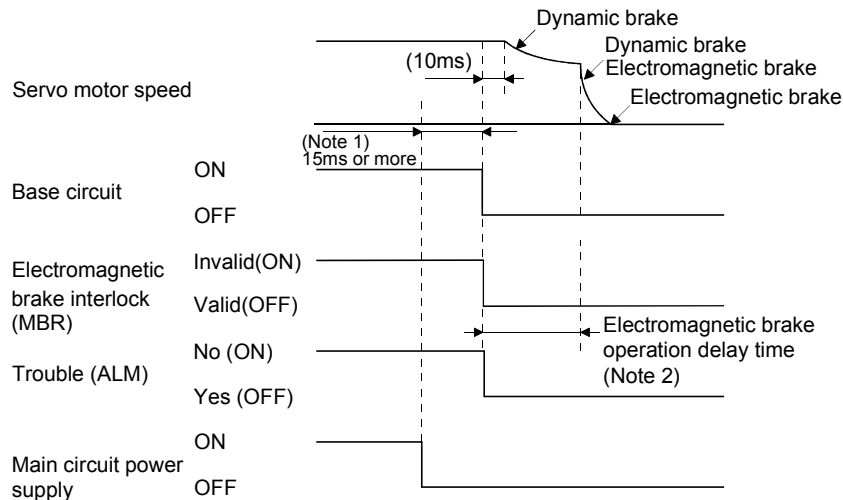 Dynamic brake
Dynamic brake
Electromagnetic brake
(10ms)
Servo motor speed
Electromagnetic brake
(Note 1)
15ms or more
ON
Base circuit
OFF
Invalid(ON)
Electromagnetic
brake interlock
(MBR)
Valid(OFF)
Electromagnetic brake
operation delay time
(Note 2)
No (ON)
Trouble (ALM)
Yes (OFF)
ON
Main circuit power
supply
OFF